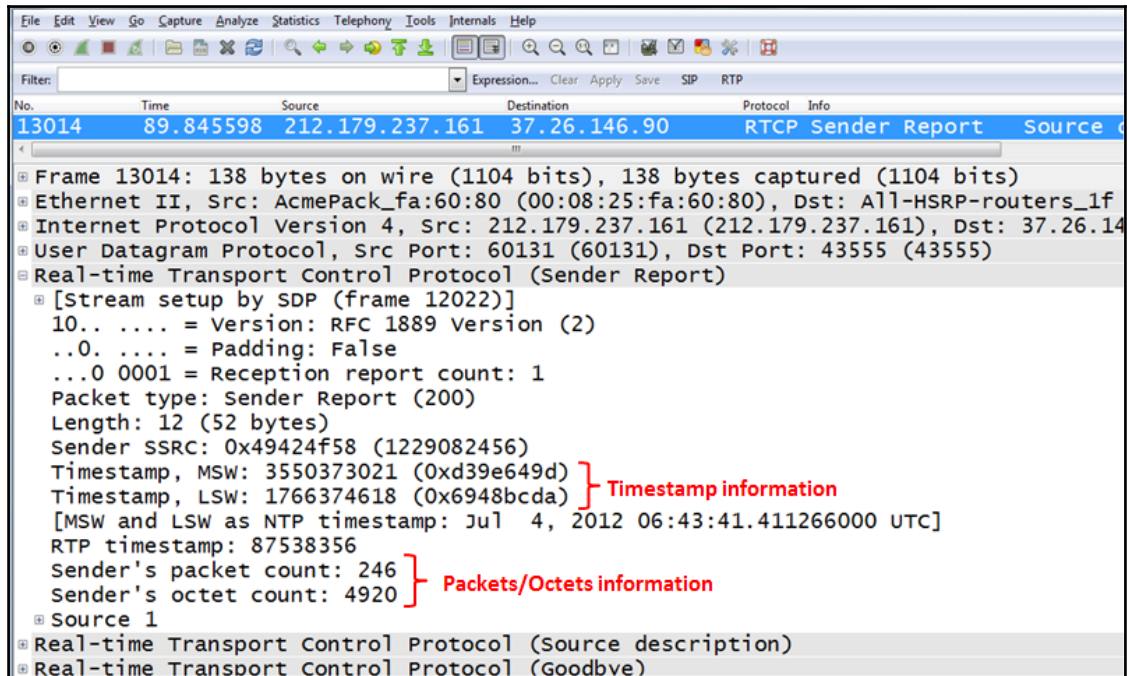 File Edit View Go Capture Analyze Statistics Telephony Tools Internals Help
Filter: Expression... Clear Apply Save SIP RTP
No. Time Source Destination Protocol Info
13014 89.845598 212.179.237.161 37.26.146.90 RTCP Sender Report Source
Frame 13014: 138 bytes on wire (1104 bits), 138 bytes captured (1104 bits)
Ethernet II, Src: AcmePack_fa:60:80 (00:08:25:fa:60:80), Dst: All-HSRP-routers_1f
Internet Protocol Version 4, Src: 212.179.237.161 (212.179.237.161), Dst: 37.26.14
User Datagram Protocol, Src Port: 60131 (60131), Dst Port: 43555 (43555)
Real-time Transport Control Protocol (Sender Report)
[Stream setup by SDP (frame 12022)]
10.. .... = Version: RFC 1889 Version (2)
..0. .... = Padding: False
...0 0001 = Reception report count: 1
Packet type: Sender Report (200)
Length: 12 (52 bytes)
Sender SSRC: 0x49424f58 (1229082456)
Timestamp, MSW: 3550373021 (0xd39e649d)
Timestamp, LSW: 1766374618 (0x6948bcda)
Timestamp information
[MSW and LSW as NTP timestamp: Jul 4, 2012 06:43:41.411266000 UTC]
RTP timestamp: 87538356
Sender's packet count: 246
Sender's octet count: 4920
Packets/Octets information
Source 1
Real-time Transport Control Protocol (Source description)
Real-time Transport Control Protocol (Goodbye)